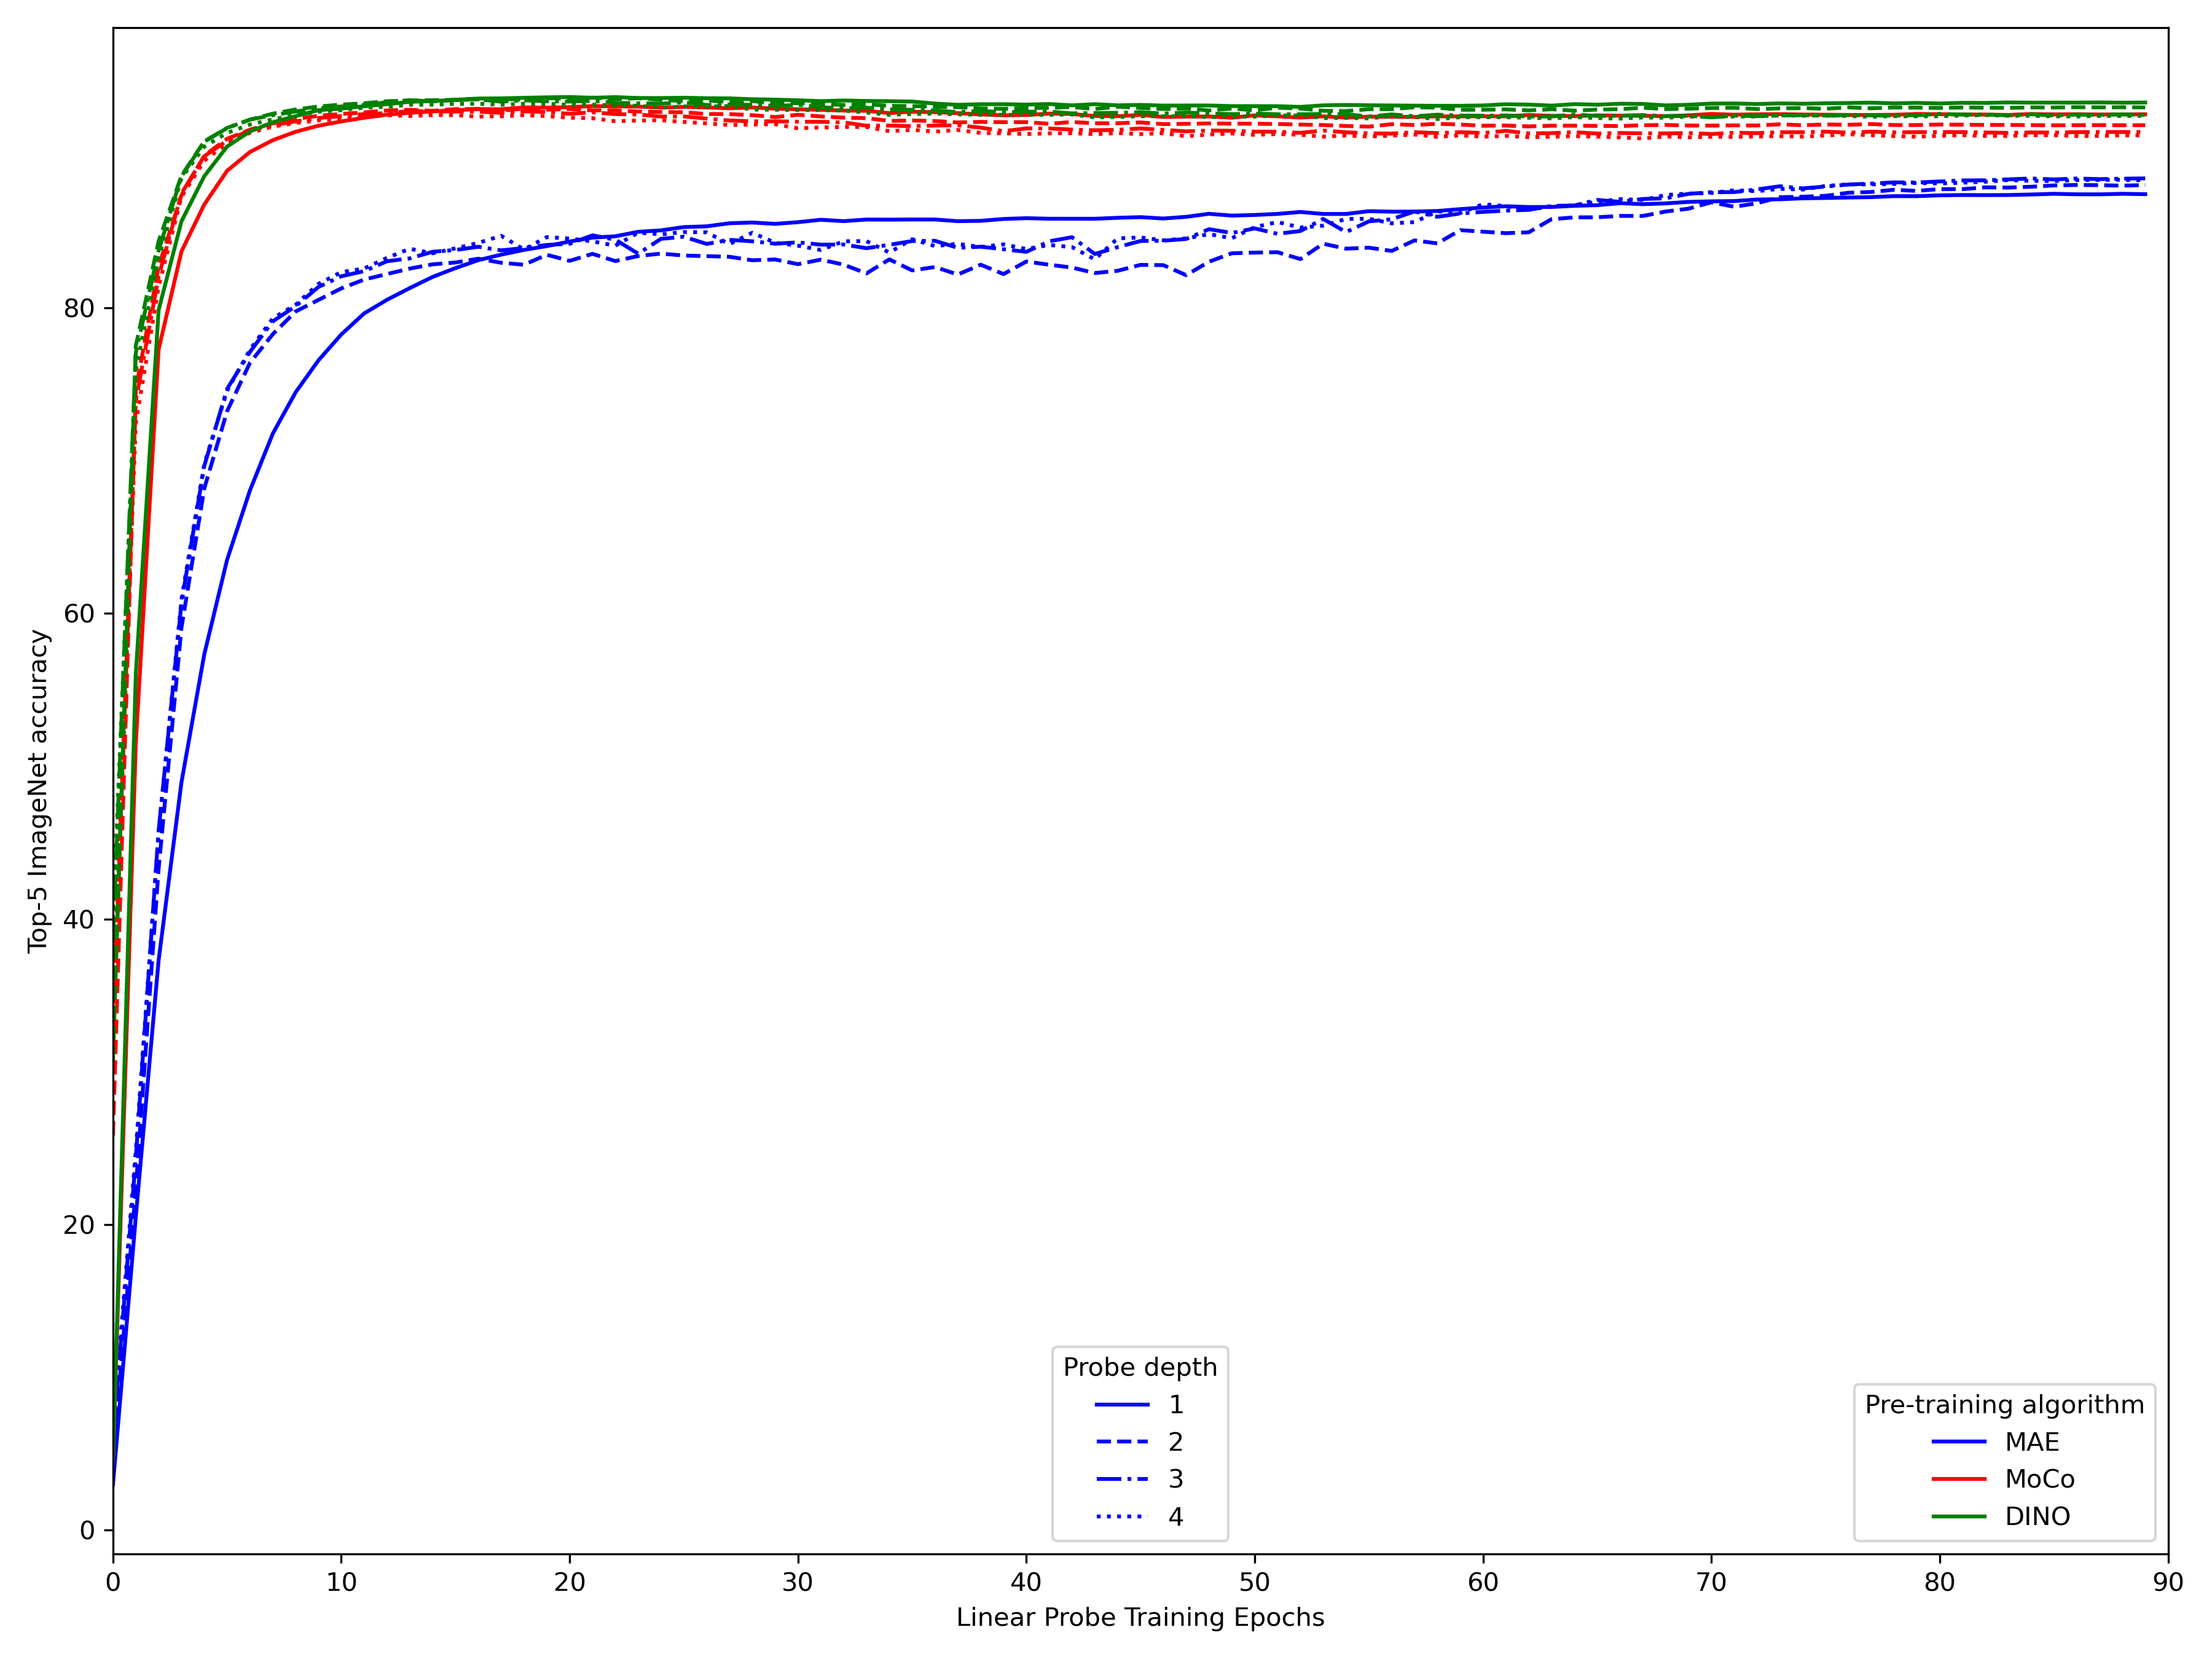 Top-5 ImageNet accuracy
80
60
40
20
0
0 10 20 30 40 50 60 70 80 90
Linear Probe Training Epochs
Probe depth
1
2
3
4
Pre-training algorithm
MAE
MoCo
DINO